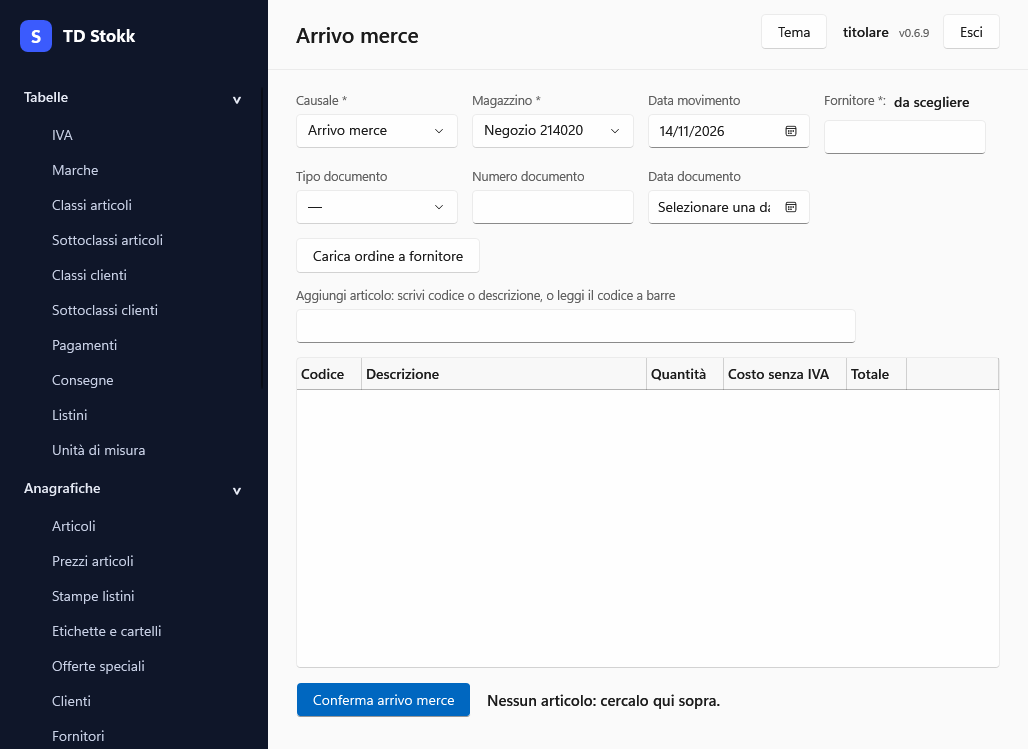 S TD Stokk
Tabelle v
IVA
Marche
Classi articoli
Sottoclassi articoli
Classi clienti
Sottoclassi clienti
Pagamenti
Consegne
Listini
Unità di misura
Anagrafiche v
Articoli
Prezzi articoli
Stampe listini
Etichette e cartelli
Offerte speciali
Clienti
Fornitori
Arrivo merce
Tema titolare v0.6.9 Esci
Causale * Magazzino * Data movimento Fornitore *: da scegliere
Arrivo merce Negozio 214020 14/11/2026
Tipo documento Numero documento Data documento
— Selezionare una da
Carica ordine a fornitore
Aggiungi articolo: scrivi codice o descrizione, o leggi il codice a barre
Codice Descrizione Quantità Costo senza IVA Totale
Conferma arrivo merce Nessun articolo: cercalo qui sopra.